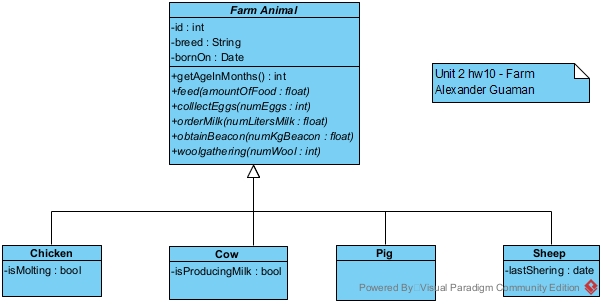 Farm Animal
-id : int
-breed : String
-bornOn : Date
+getAgeInMonths() : int
+feed(amountOfFood : float)
+colllectEggs(numEggs : int)
+orderMilk(numLitersMilk : float)
+obtainBeacon(numKgBeacon : float)
+woolgathering(numWool : int)
Unit 2 hw10 - Farm
Alexander Guaman
Chicken
-isMolting : bool
Cow
-isProducingMilk : bool
Pig
Sheep
-lastShering : date
Powered By Visual Paradigm Community Edition